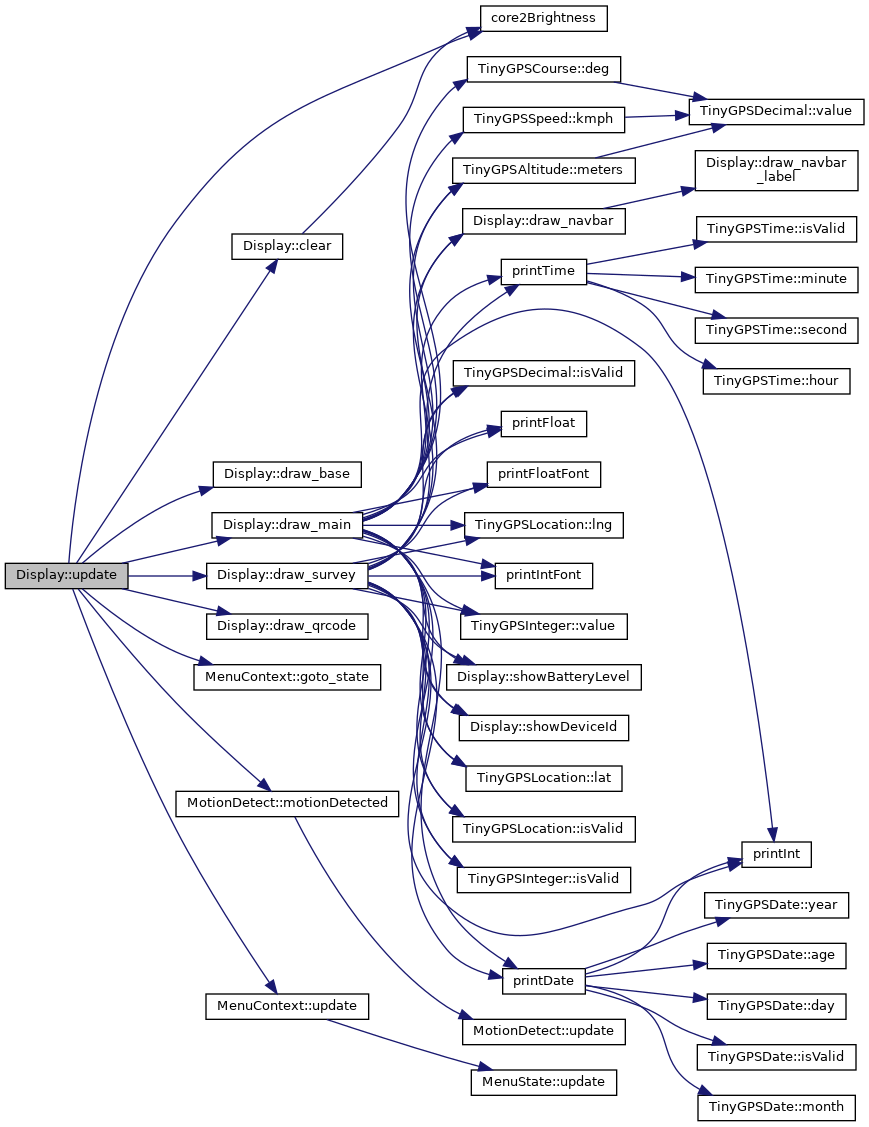 core2Brightness
TinyGPSCourse::deg
TinyGPSDecimal::value
TinyGPSSpeed::kmph
TinyGPSAltitude::meters
Display::draw_navbar
_label
Display::draw_navbar
TinyGPSTime::isValid
Display::clear
printTime
TinyGPSTime::minute
TinyGPSTime::second
TinyGPSDecimal::isValid
TinyGPSTime::hour
printFloat
Display::draw_base
printFloatFont
Display::draw_main
TinyGPSLocation::lng
Display::update
Display::draw_survey
printIntFont
Display::draw_qrcode
TinyGPSInteger::value
MenuContext::goto_state
Display::showBatteryLevel
Display::showDeviceId
TinyGPSLocation::lat
MotionDetect::motionDetected
TinyGPSLocation::isValid
printInt
TinyGPSInteger::isValid
TinyGPSDate::year
TinyGPSDate::age
printDate
MenuContext::update
TinyGPSDate::day
MotionDetect::update
TinyGPSDate::isValid
MenuState::update
TinyGPSDate::month